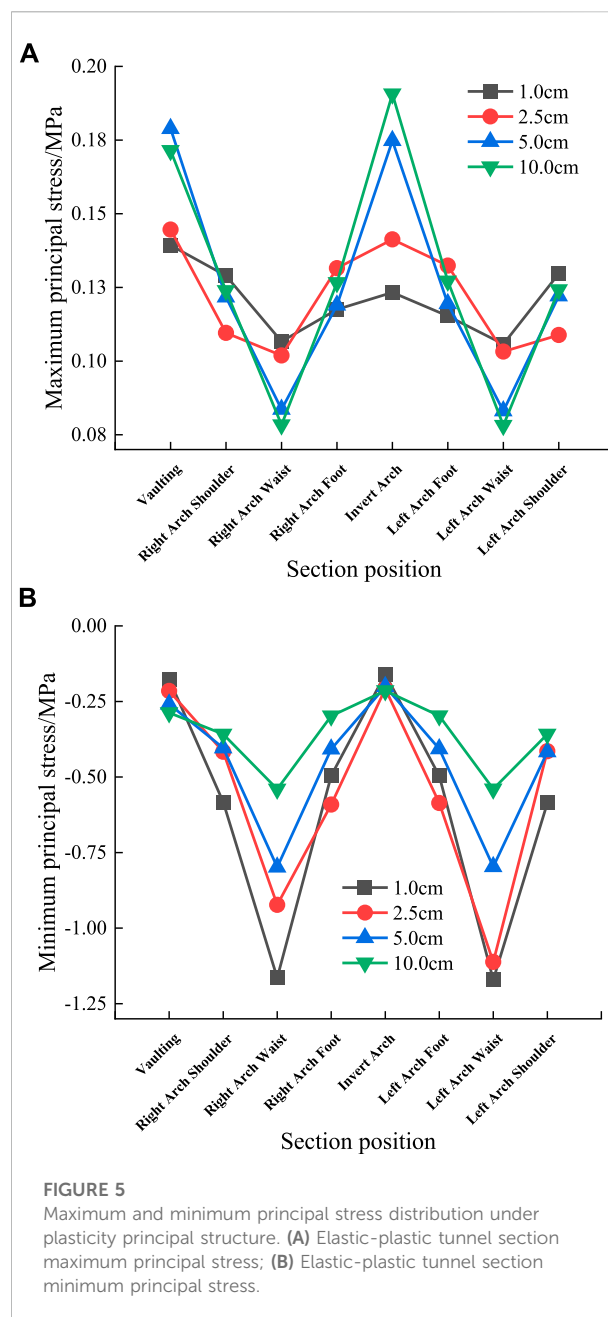 A
Maximum principal stress/MPa
0.20
0.18
0.15
0.13
0.10
0.08
1.0cm
2.5cm
5.0cm
10.0cm
Vaulting
Right Arch Shoulder
Right Arch Waist
Right Arch Foot
Invert Arch
Left Arch Foot
Left Arch Waist
Left Arch Shoulder
Section position
B
Minimum principal stress/MPa
0.00
-0.25
-0.50
-0.75
-1.00
-1.25
1.0cm
2.5cm
5.0cm
10.0cm
Vaulting
Right Arch Shoulder
Right Arch Waist
Right Arch Foot
Invert Arch
Left Arch Foot
Left Arch Waist
Left Arch Shoulder
Section position
FIGURE 5
Maximum and minimum principal stress distribution under
plasticity principal structure. (A) Elastic-plastic tunnel section
maximum principal stress; (B) Elastic-plastic tunnel section
minimum principal stress.